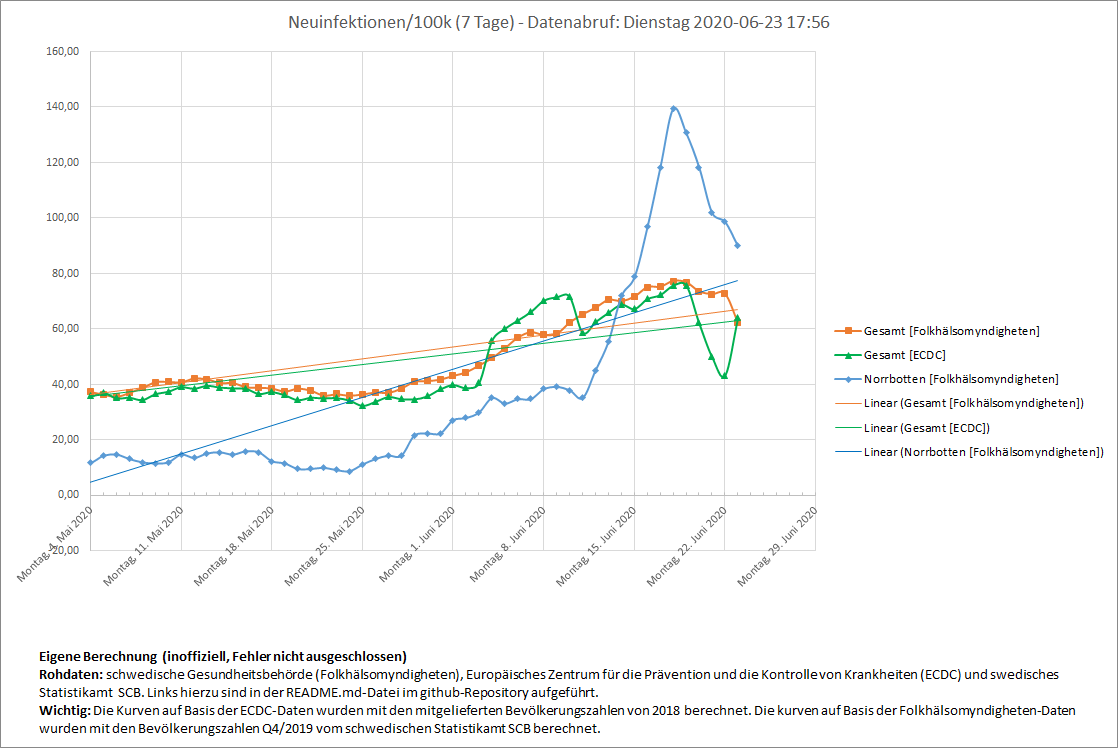 Neuinfektionen/100k (7 Tage) - Datenabruf: Dienstag 2020-06-23 17:56
160,00
140,00
120,00
100,00
80,00
60,00
40,00
20,00
0,00
-20,00
Montag, 4. Mai 2020
Montag, 11. Mai 2020
Montag, 18. Mai 2020
Montag, 25. Mai 2020
Montag, 1. Juni 2020
Montag, 8. Juni 2020
Montag, 15. Juni 2020
Montag, 22. Juni 2020
Montag, 29. Juni 2020
Gesamt [Folkhälsomyndigheten]
Gesamt [ECDC]
Norrbotten [Folkhälsomyndigheten]
Linear (Gesamt [Folkhälsomyndigheten])
Linear (Gesamt [ECDC])
Linear (Norrbotten [Folkhälsomyndigheten])
Eigene Berechnung (inoffiziell, Fehler nicht ausgeschlossen)
Rohdaten: schwedische Gesundheitsbehörde (Folkhälsomyndigheten), Europäisches Zentrum für die Prävention und die Kontrolle von Krankheiten (ECDC) und swedisches
Statistikamt SCB. Links hierzu sind in der README.md-Datei im github-Repository aufgeführt.
Wichtig: Die Kurven auf Basis der ECDC-Daten wurden mit den mitgelieferten Bevölkerungszahlen von 2018 berechnet. Die kurven auf Basis der Folkhälsomyndigheten-Daten
wurden mit den Bevölkerungszahlen Q4/2019 vom schwedischen Statistikamt SCB berechnet.